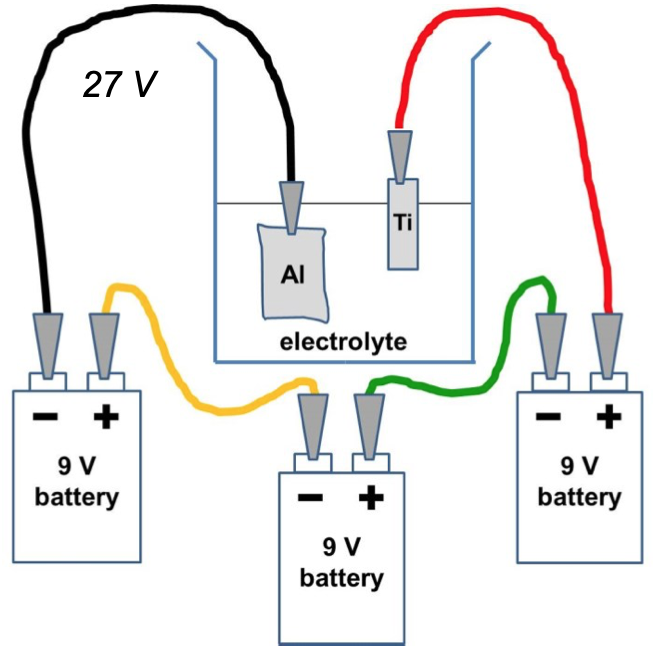 27 V
Ti
Al
electrolyte
− +
9 V
battery
− +
9 V
battery
− +
9 V
battery